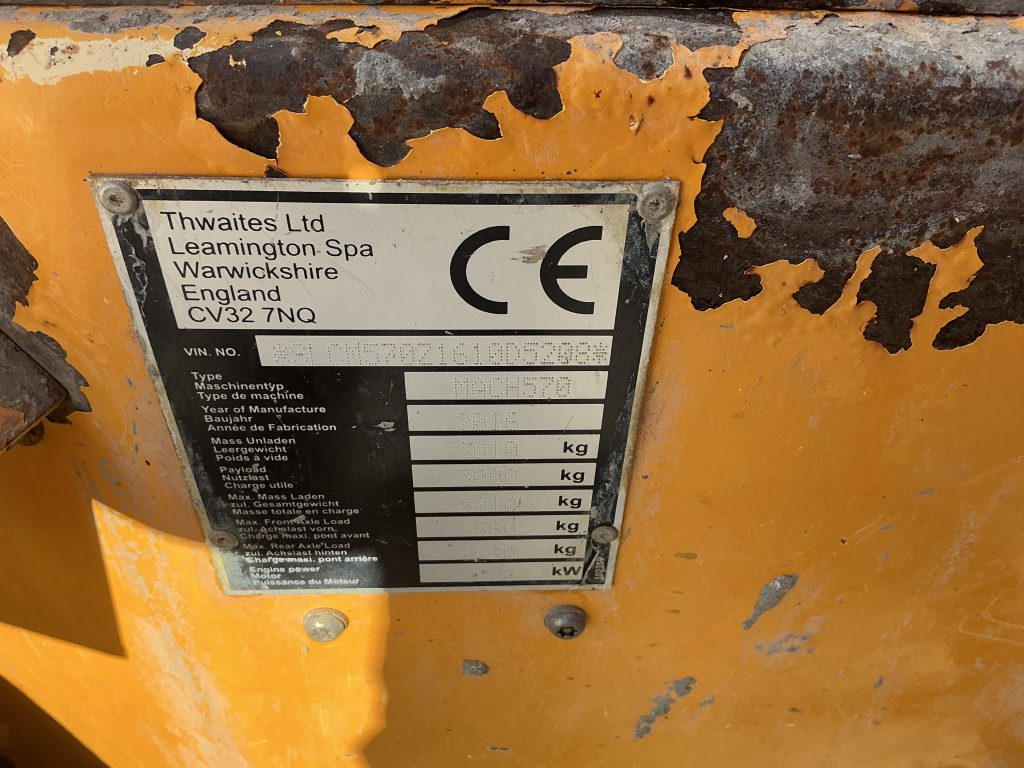 Thwaites Ltd
Leamington Spa
Warwickshire
England
CV32 7NQ
CE
VIN. NO.
Type
Maschinentyp
Type de machine
MACH570
Year of Manufacture
Baujahr
Année de Fabrication
2016
Mass Unladen
Leergewicht
Poids à vide
kg
Payload
Nutzlast
Charge utile
kg
Max. Mass Laden
zul. Gesamtgewicht
Masse totale en charge
kg
Max. Front Axle Load
zul. Achslast vorn.
Charge maxi. pont avant
kg
Max. Rear Axle Load
zul. Achslast hinten
Charge maxi. pont arrière
kg
Engine power
Motor
Puissance du Moteur
kW